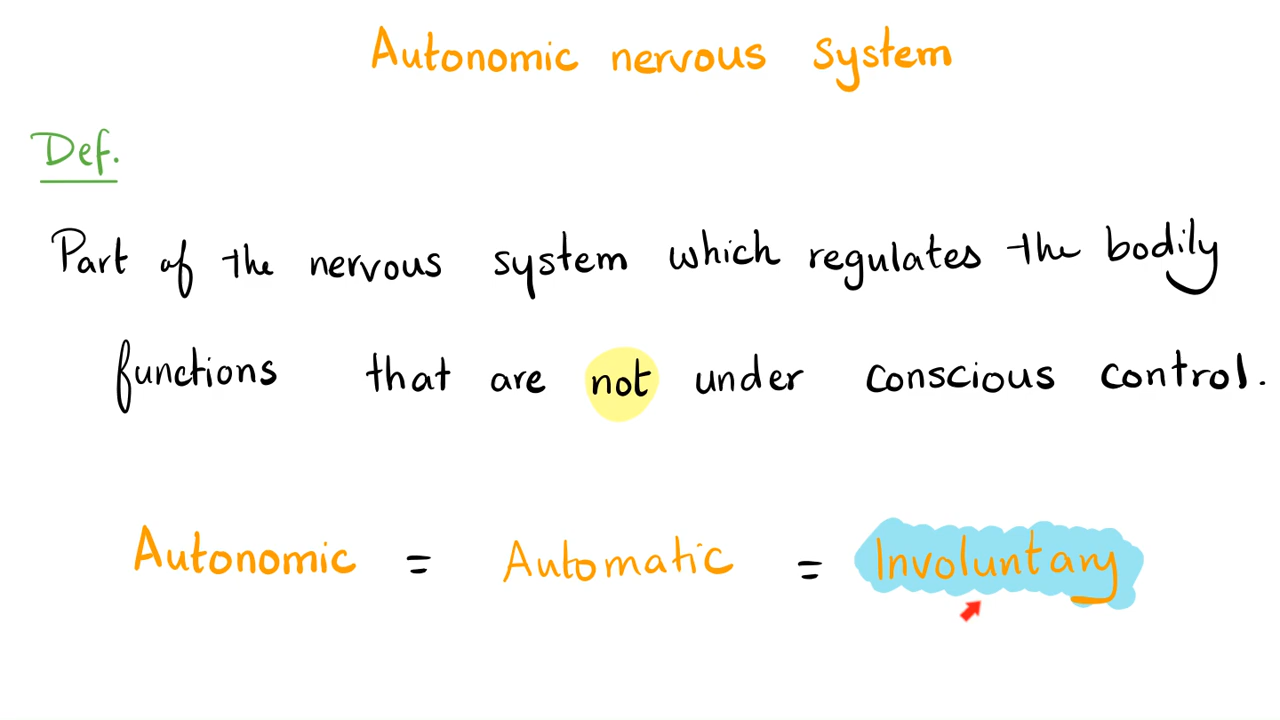 Autonomic nervous system
Def.
Part of the nervous system which regulates the bodily
functions that are not under conscious control.
Autonomic = Automatic = Involuntary